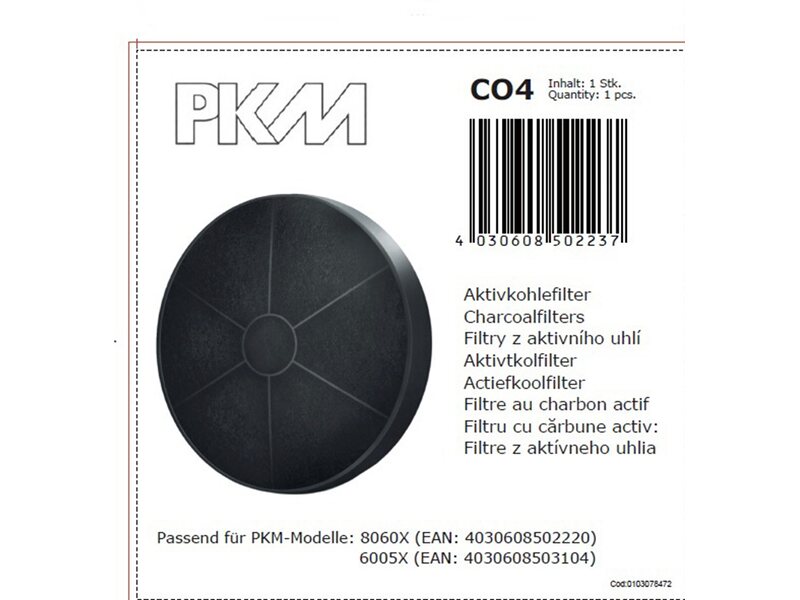 PKM
CO4
Inhalt: 1 Stk.
Quantity: 1 pcs.
4 030608 502237
Aktivkohlefilter
Charcoalfilters
Filtry z aktivního uhlí
Aktivtkolfilter
Actiefkoolfilter
Filtre au charbon actif
Filtru cu cărbune activ:
Filtre z aktívneho uhlia
Passend für PKM-Modelle: 8060X (EAN: 4030608502220)
6005X (EAN: 4030608503104)
Cod:0103078472